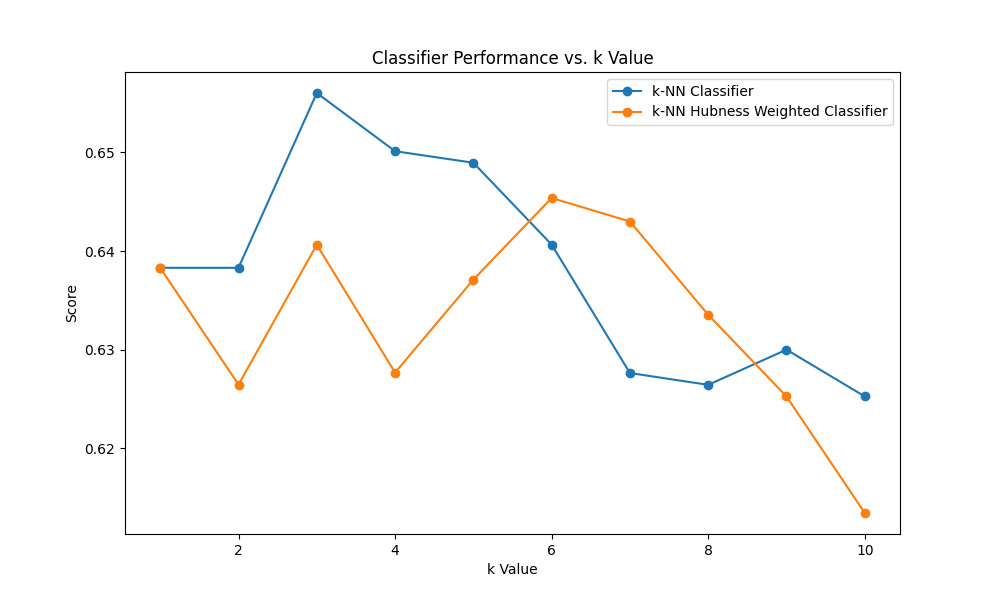 Classifier Performance vs. k Value
k-NN Classifier
k-NN Hubness Weighted Classifier
0.65
0.64
0.63
0.62
Score
2 4 6 8 10
k Value